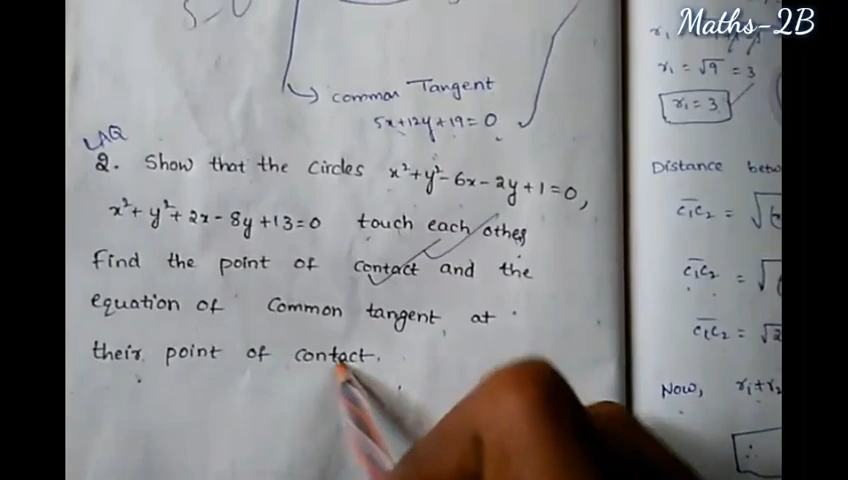 Maths-2B
common Tangent
5x+12y+19=0
LAQ
2. Show that the circles x²+y²-6x-2y+1=0,
x²+y²+2x-8y+13=0 touch each other
Find the point of contact and the
equation of Common tangent at
their point of contact.
r₁ = √9 = 3
r₁ = 3
Distance
C₁C₂ = √
C₁C₂ = √
C₁C₂ = √2
Now, r₁+r₂
∴